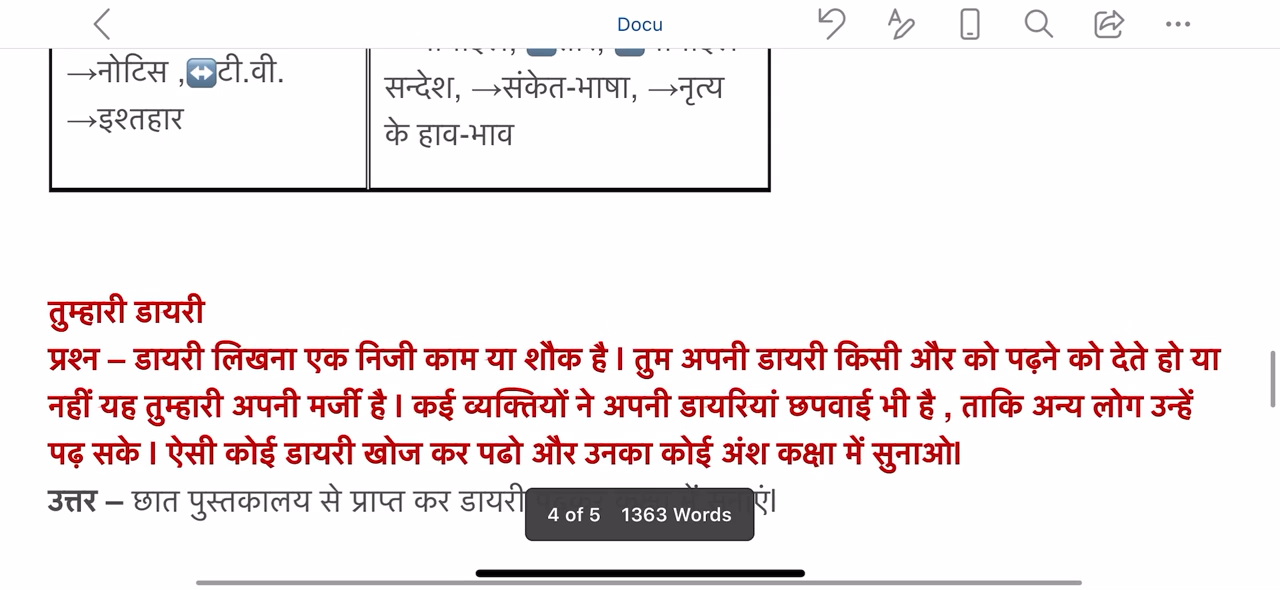 Docu
→नोटिस ,↔टी.वी.
→इश्तहार
सन्देश, →संकेत-भाषा, →नृत्य
के हाव-भाव
तुम्हारी डायरी
प्रश्न – डायरी लिखना एक निजी काम या शौक है l तुम अपनी डायरी किसी और को पढ़ने को देते हो या
नहीं यह तुम्हारी अपनी मर्जी है l कई व्यक्तियों ने अपनी डायरियां छपवाई भी है , ताकि अन्य लोग उन्हें
पढ़ सके l ऐसी कोई डायरी खोज कर पढो और उनका कोई अंश कक्षा में सुनाओl
उत्तर – छात पुस्तकालय से प्राप्त कर डायरी
4 of 5 1363 Words